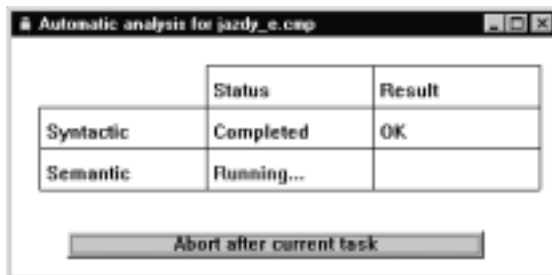 Automatic analysis for jazdy_e.cmp
Status Result
Syntactic Completed OK
Semantic Running...
Abort after current task